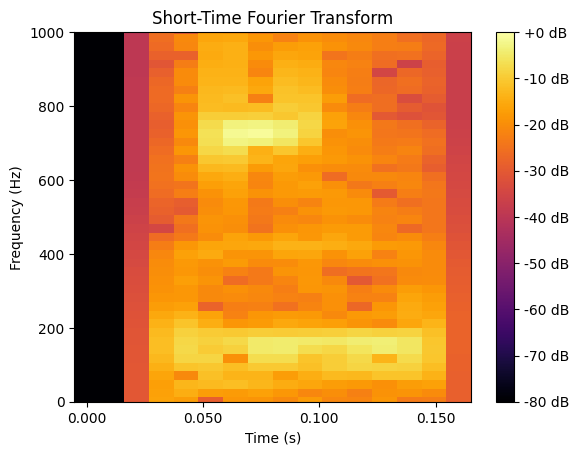 Short-Time Fourier Transform
1000
800
600
400
200
0
Frequency (Hz)
0.000
0.050
0.100
0.150
Time (s)
+0 dB
-10 dB
-20 dB
-30 dB
-40 dB
-50 dB
-60 dB
-70 dB
-80 dB